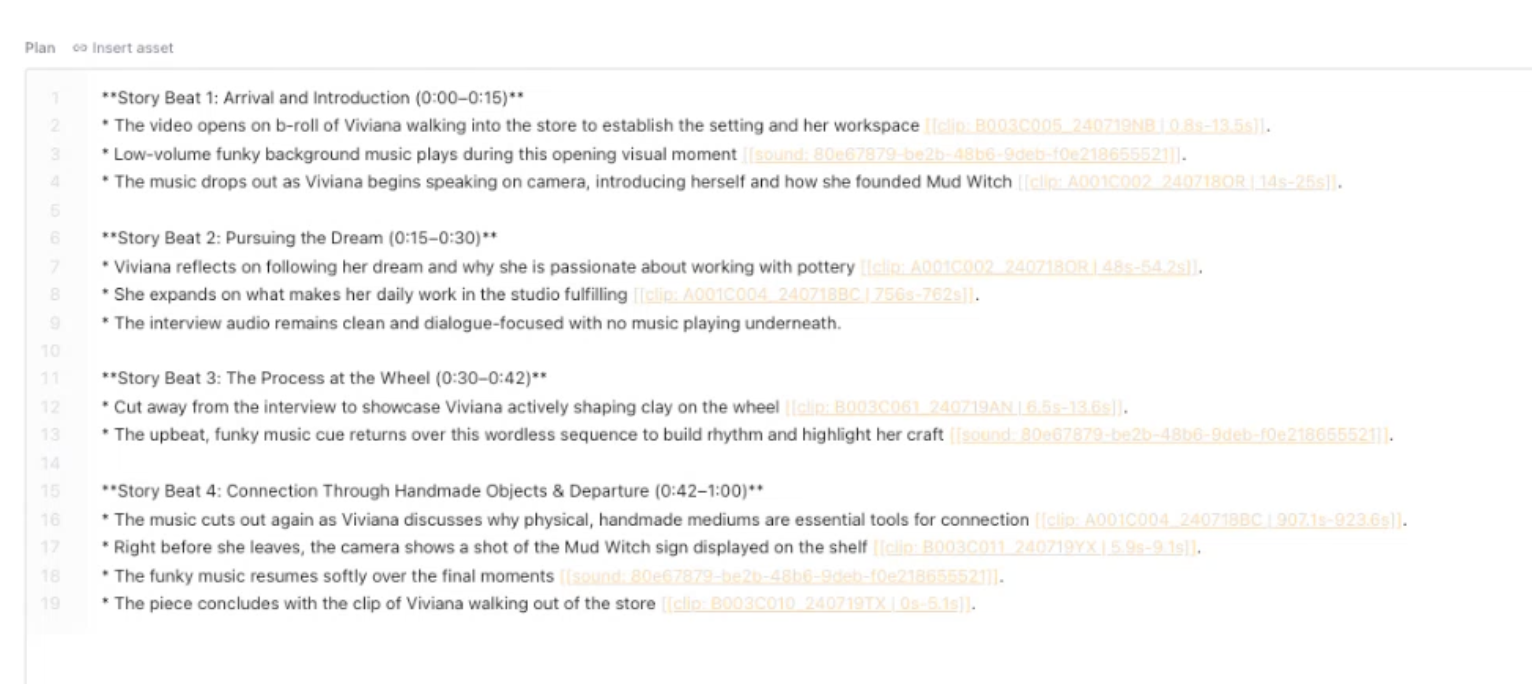 Plan Insert asset
1 **Story Beat 1: Arrival and Introduction (0:00–0:15)**
2 * The video opens on b-roll of Viviana walking into the store to establish the setting and her workspace [[clip: B003C005_240719NB | 0.8s-13.5s]].
3 * Low-volume funky background music plays during this opening visual moment [[sound: 80e67879-be2b-48b6-9deb-f0e218655521]].
4 * The music drops out as Viviana begins speaking on camera, introducing herself and how she founded Mud Witch [[clip: A001C002_240718OR | 14s-25s]].
5
6 **Story Beat 2: Pursuing the Dream (0:15–0:30)**
7 * Viviana reflects on following her dream and why she is passionate about working with pottery [[clip: A001C002_240718OR | 48s-54.2s]].
8 * She expands on what makes her daily work in the studio fulfilling [[clip: A001C004_240718BC | 756s-762s]].
9 * The interview audio remains clean and dialogue-focused with no music playing underneath.
10
11 **Story Beat 3: The Process at the Wheel (0:30–0:42)**
12 * Cut away from the interview to showcase Viviana actively shaping clay on the wheel [[clip: B003C061_240719AN | 6.5s-13.6s]].
13 * The upbeat, funky music cue returns over this wordless sequence to build rhythm and highlight her craft [[sound: 80e67879-be2b-48b6-9deb-f0e218655521]].
14
15 **Story Beat 4: Connection Through Handmade Objects & Departure (0:42–1:00)**
16 * The music cuts out again as Viviana discusses why physical, handmade mediums are essential tools for connection [[clip: A001C004_240718BC | 907.1s-923.6s]].
17 * Right before she leaves, the camera shows a shot of the Mud Witch sign displayed on the shelf [[clip: B003C011_240719YX | 5.9s-9.1s]].
18 * The funky music resumes softly over the final moments [[sound: 80e67879-be2b-48b6-9deb-f0e218655521]].
19 * The piece concludes with the clip of Viviana walking out of the store [[clip: B003C010_240719TX | 0s-5.1s]].